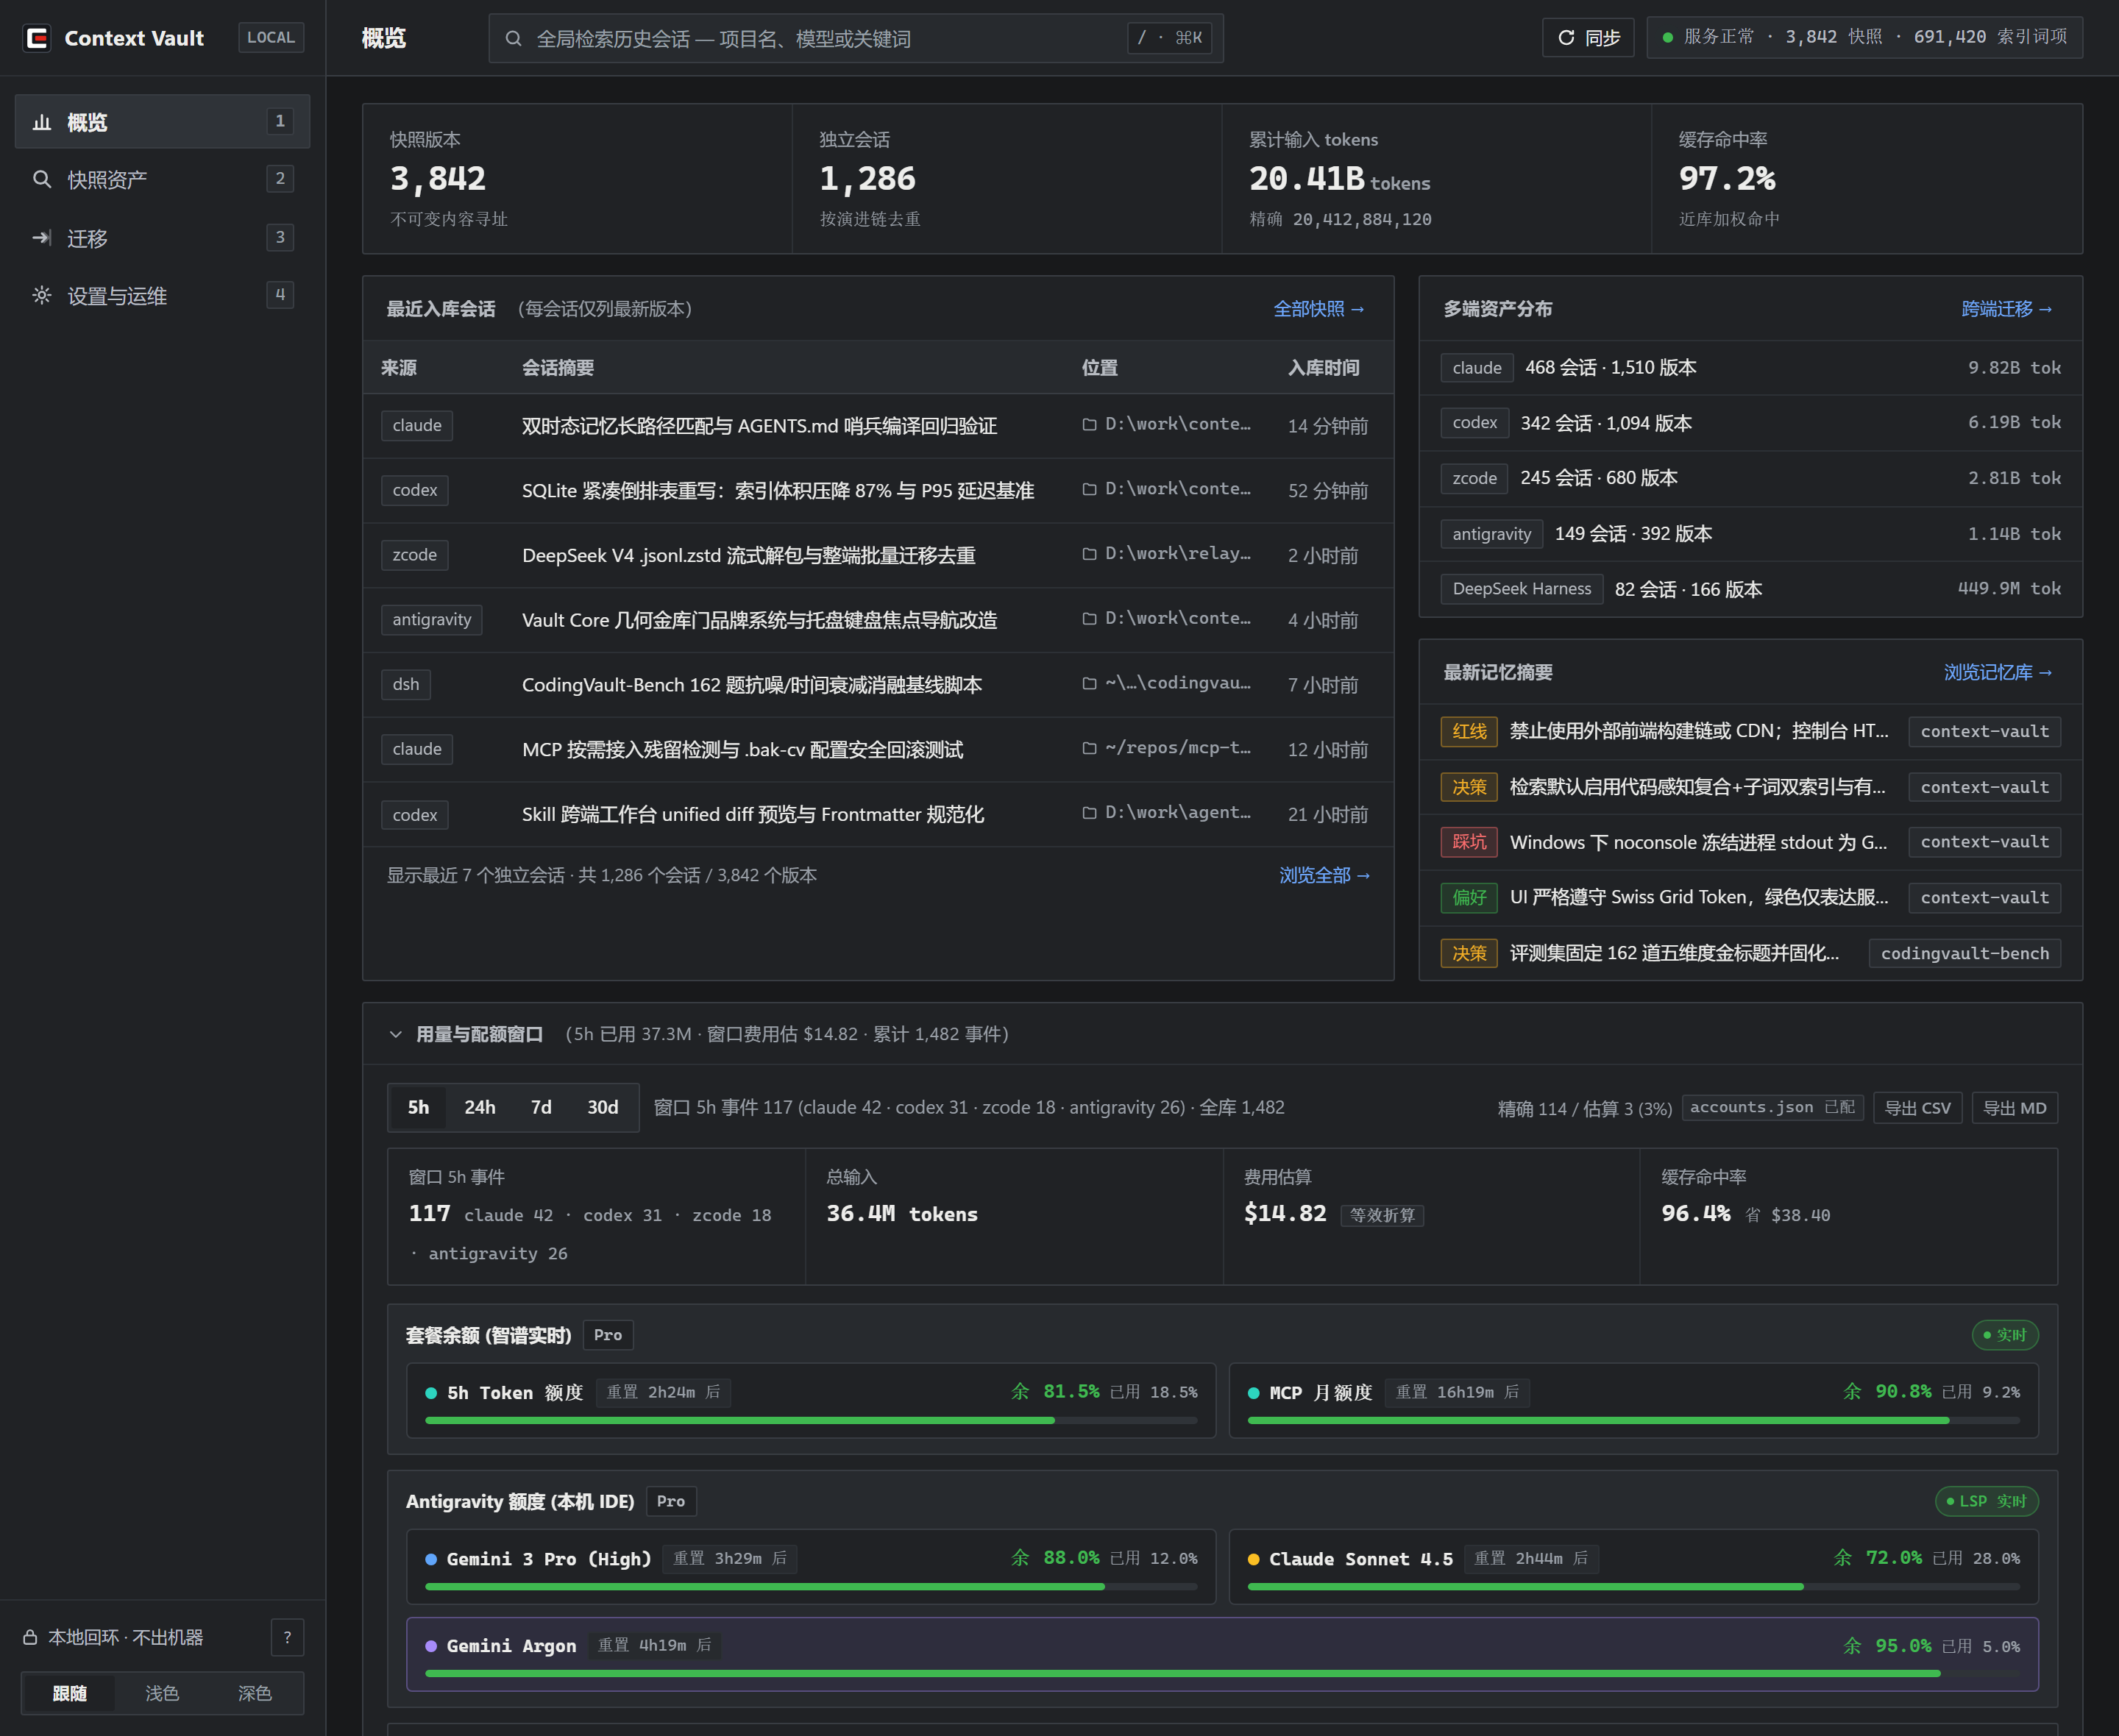 Context Vault LOCAL
概览 1
快照资产 2
迁移 3
设置与运维 4
本地回环 · 不出机器 ?
跟随 浅色 深色
概览
全局检索历史会话 — 项目名、模型或关键词 / · ⌘K
同步
服务正常 · 3,842 快照 · 691,420 索引词项
快照版本
3,842
不可变内容寻址
独立会话
1,286
按演进链去重
累计输入 tokens
20.41B tokens
精确 20,412,884,120
缓存命中率
97.2%
近库加权命中
最近入库会话 (每会话仅列最新版本) 全部快照 →
来源 会话摘要 位置 入库时间
claude 双时态记忆长路径匹配与 AGENTS.md 哨兵编译回归验证 D:\work\conte… 14 分钟前
codex SQLite 紧凑倒排表重写：索引体积压降 87% 与 P95 延迟基准 D:\work\conte… 52 分钟前
zcode DeepSeek V4 .jsonl.zstd 流式解包与整端批量迁移去重 D:\work\relay… 2 小时前
antigravity Vault Core 几何金库门品牌系统与托盘键盘焦点导航改造 D:\work\conte… 4 小时前
dsh CodingVault-Bench 162 题抗噪/时间衰减消融基线脚本 ~\…\codingvau… 7 小时前
claude MCP 按需接入残留检测与 .bak-cv 配置安全回滚测试 ~/repos/mcp-t… 12 小时前
codex Skill 跨端工作台 unified diff 预览与 Frontmatter 规范化 D:\work\agent… 21 小时前
显示最近 7 个独立会话 · 共 1,286 个会话 / 3,842 个版本 浏览全部 →
多端资产分布 跨端迁移 →
claude 468 会话 · 1,510 版本 9.82B tok
codex 342 会话 · 1,094 版本 6.19B tok
zcode 245 会话 · 680 版本 2.81B tok
antigravity 149 会话 · 392 版本 1.14B tok
DeepSeek Harness 82 会话 · 166 版本 449.9M tok
最新记忆摘要 浏览记忆库 →
红线 禁止使用外部前端构建链或 CDN；控制台 HT... context-vault
决策 检索默认启用代码感知复合+子词双索引与有... context-vault
踩坑 Windows 下 noconsole 冻结进程 stdout 为 G... context-vault
偏好 UI 严格遵守 Swiss Grid Token，绿色仅表达服... context-vault
决策 评测集固定 162 道五维度金标题并固化... codingvault-bench
用量与配额窗口 (5h 已用 37.3M · 窗口费用估 $14.82 · 累计 1,482 事件)
5h 24h 7d 30d 窗口 5h 事件 117 (claude 42 · codex 31 · zcode 18 · antigravity 26) · 全库 1,482 精确 114 / 估算 3 (3%) accounts.json 已配 导出 CSV 导出 MD
窗口 5h 事件
117 claude 42 · codex 31 · zcode 18
· antigravity 26
总输入
36.4M tokens
费用估算
$14.82 等效折算
缓存命中率
96.4% 省 $38.40
套餐余额 (智谱实时) Pro 实时
5h Token 额度 重置 2h24m 后 余 81.5% 已用 18.5%
MCP 月额度 重置 16h19m 后 余 90.8% 已用 9.2%
Antigravity 额度 (本机 IDE) Pro LSP 实时
Gemini 3 Pro (High) 重置 3h29m 后 余 88.0% 已用 12.0%
Claude Sonnet 4.5 重置 2h44m 后 余 72.0% 已用 28.0%
Gemini Argon 重置 4h19m 后 余 95.0% 已用 5.0%